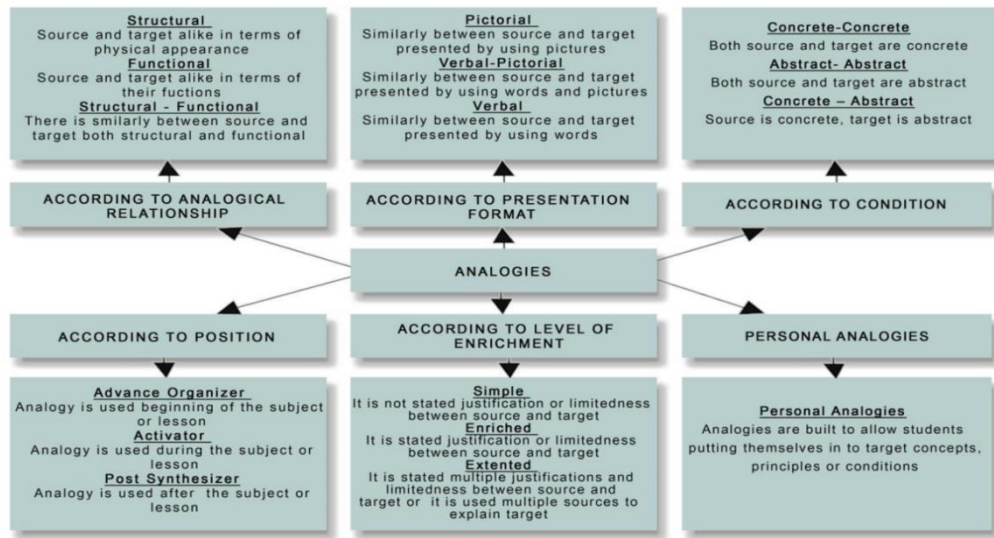 Structural
Source and target alike in terms of
physical appearance
Functional
Source and target alike in terms of
their fuctions
Structural - Functional
There is smilarly between source and
target both structural and functional
Pictorial
Similarly between source and target
presented by using pictures
Verbal-Pictorial
Similarly between source and target
presented by using words and pictures
Verbal
Similarly between source and target
presented by using words
Concrete-Concrete
Both source and target are concrete
Abstract- Abstract
Both source and target are abstract
Concrete – Abstract
Source is concrete, target is abstract
ACCORDING TO ANALOGICAL
RELATIONSHIP
ACCORDING TO PRESENTATION
FORMAT
ACCORDING TO CONDITION
ANALOGIES
ACCORDING TO POSITION
ACCORDING TO LEVEL OF
ENRICHMENT
PERSONAL ANALOGIES
Advance Organizer
Analogy is used beginning of the subject
or lesson
Activator
Analogy is used during the subject or
lesson
Post Synthesizer
Analogy is used after the subject or
lesson
Simple
It is not stated justification or limitedness
between source and target
Enriched
It is stated justification or limitedness
between source and target
Extented
It is stated multiple justifications and
limitedness between source and
target or it is used multiple sources to
explain target
Personal Analogies
Analogies are built to allow students
putting themselves in to target concepts,
principles or conditions